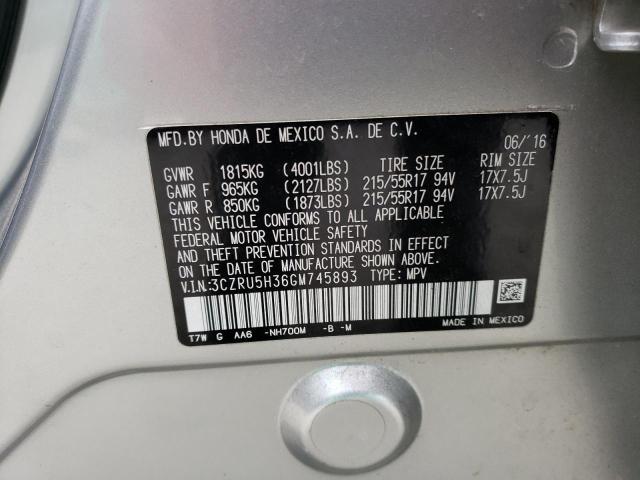 MFD.BY HONDA DE MEXICO S.A. DE C.V. 06/'16
GVWR 1815KG (4001LBS) TIRE SIZE RIM SIZE
GAWR F 965KG (2127LBS) 215/55R17 94V 17X7.5J
GAWR R 850KG (1873LBS) 215/55R17 94V 17X7.5J
THIS VEHICLE CONFORMS TO ALL APPLICABLE
FEDERAL MOTOR VEHICLE SAFETY
AND THEFT PREVENTION STANDARDS IN EFFECT
ON THE DATE OF MANUFACTURE SHOWN ABOVE.
V.I.N:3CZRU5H36GM745893 TYPE: MPV
T7W G AA6 -NH700M -B -M MADE IN MEXICO